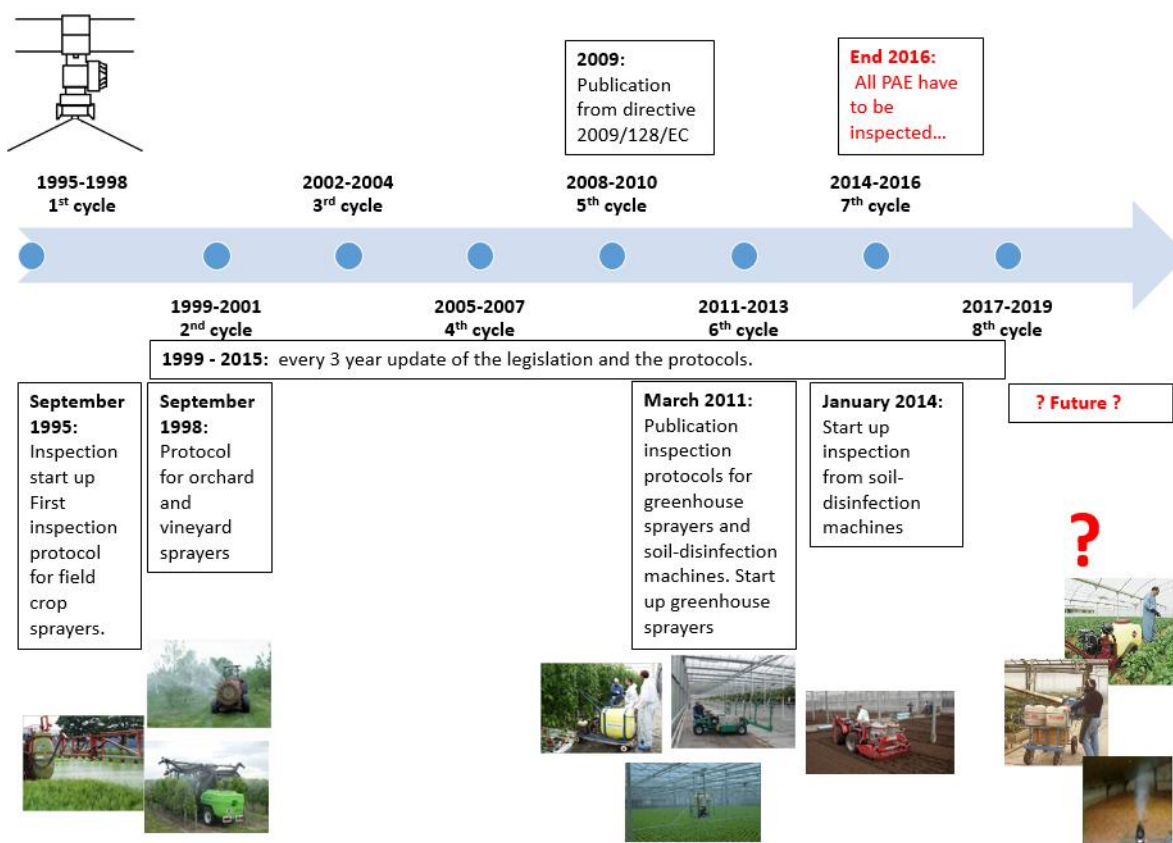 2009:
Publication
from directive
2009/128/EC
End 2016:
All PAE have
to be
inspected...
1995-1998
1st cycle
2002-2004
3rd cycle
2008-2010
5th cycle
2014-2016
7th cycle
1999-2001
2nd cycle
2005-2007
4th cycle
2011-2013
6th cycle
2017-2019
8th cycle
1999 - 2015: every 3 year update of the legislation and the protocols.
September
1995:
Inspection
start up
First
inspection
protocol
for field
crop
sprayers.
September
1998:
Protocol
for orchard
and
vineyard
sprayers
March 2011:
Publication
inspection
protocols for
greenhouse
sprayers and
soil-disinfection
machines. Start
up greenhouse
sprayers
January 2014:
Start up
inspection
from soil-
disinfection
machines
? Future ?
?